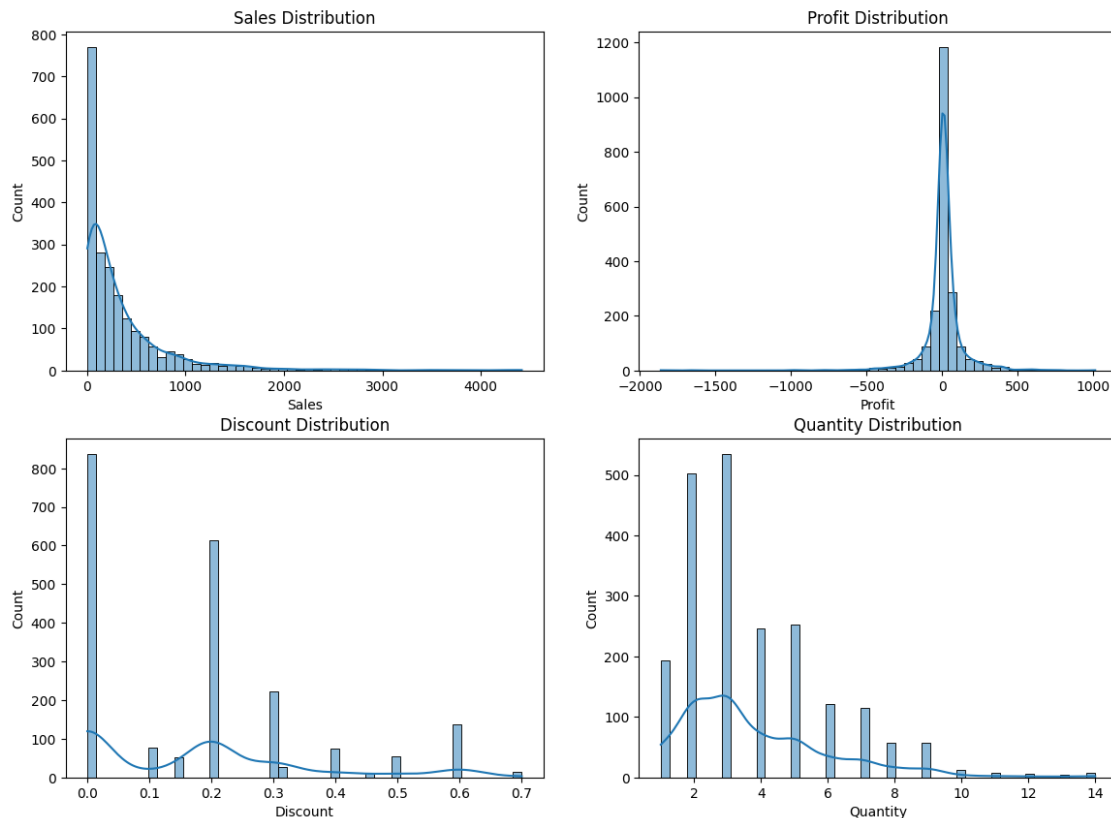 Sales Distribution
800
700
600
500
400
300
200
100
0
Count
0 1000 2000 3000 4000
Sales
Profit Distribution
1200
1000
800
600
400
200
0
Count
−2000 −1500 −1000 −500 0 500 1000
Profit
Discount Distribution
800
700
600
500
400
300
200
100
0
Count
0.0 0.1 0.2 0.3 0.4 0.5 0.6 0.7
Discount
Quantity Distribution
500
400
300
200
100
0
Count
2 4 6 8 10 12 14
Quantity